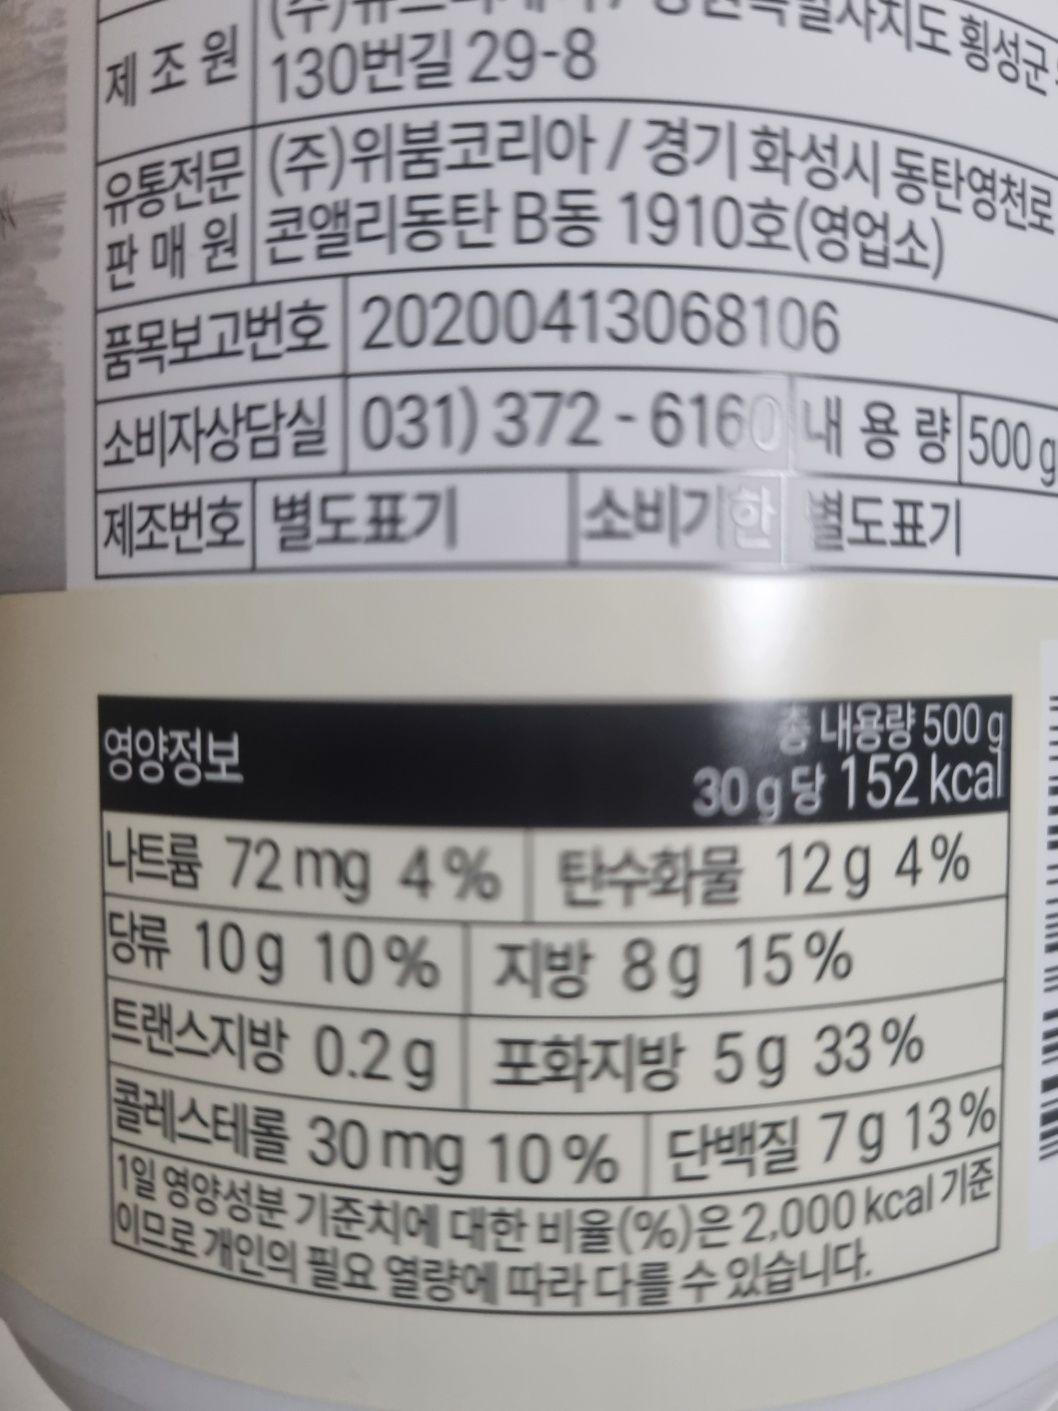 제조원
130번길 29-8
유통전문판매원 (주)위붐코리아 / 경기 화성시 동탄영천로
콘앨리동탄 B동 1910호(영업소)
품목보고번호 20200413068106
소비자상담실 031) 372 - 6160 내용량 500 g
제조번호 별도표기 소비기한 별도표기
영양정보
총 내용량 500 g
30 g 당 152 kcal
나트륨 72 mg 4 % 탄수화물 12 g 4 %
당류 10 g 10 % 지방 8 g 15 %
트랜스지방 0.2 g 포화지방 5 g 33 %
콜레스테롤 30 mg 10 % 단백질 7 g 13 %
1일 영양성분 기준치에 대한 비율(%)은 2,000 kcal 기준
이므로 개인의 필요 열량에 따라 다를 수 있습니다.